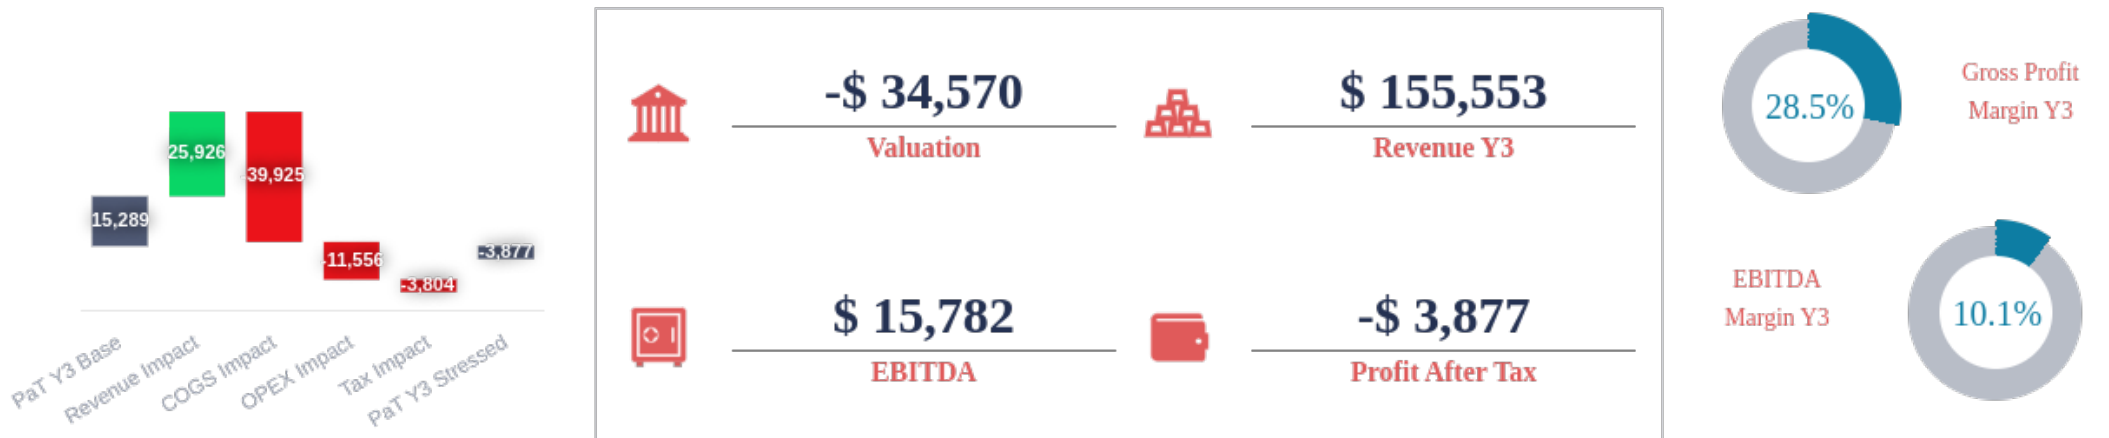 15,289
25,926
-39,925
-11,556
-3,804
-3,877
PaT Y3 Base
Revenue Impact
COGS Impact
OPEX Impact
Tax Impact
PaT Y3 Stressed
-$ 34,570
Valuation
$ 155,553
Revenue Y3
$ 15,782
EBITDA
-$ 3,877
Profit After Tax
28.5%
Gross Profit
Margin Y3
EBITDA
Margin Y3
10.1%